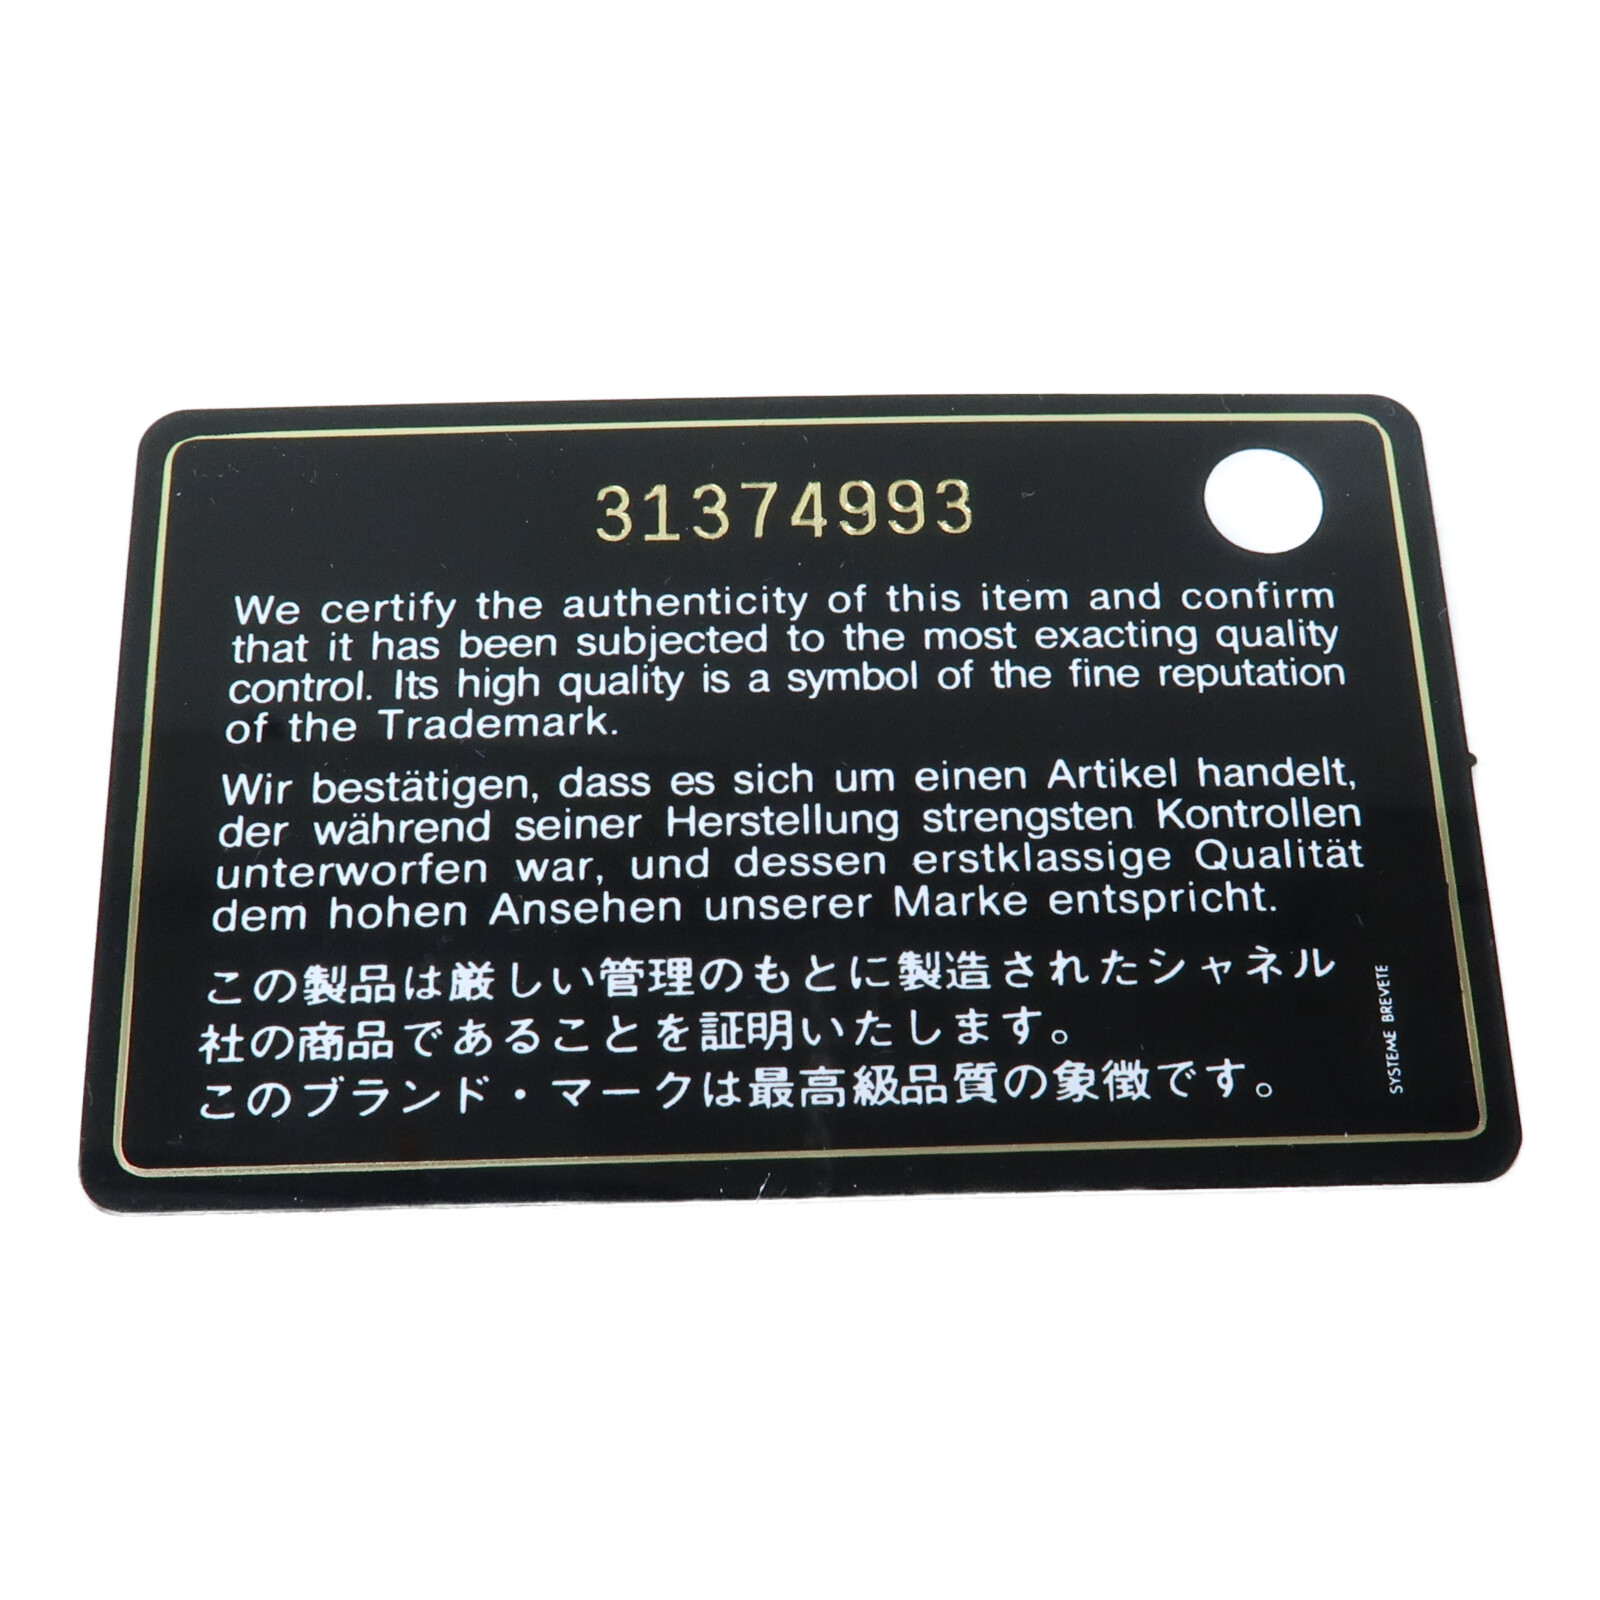 31374993
We certify the authenticity of this item and confirm
that it has been subjected to the most exacting quality
control. Its high quality is a symbol of the fine reputation
of the Trademark.
Wir bestätigen, dass es sich um einen Artikel handelt,
der während seiner Herstellung strengsten Kontrollen
unterworfen war, und dessen erstklassige Qualität
dem hohen Ansehen unserer Marke entspricht.
この製品は厳しい管理のもとに製造されたシャネル
社の商品であることを証明いたします。
このブランド・マークは最高級品質の象徴です。
SYSTEME BREVETE